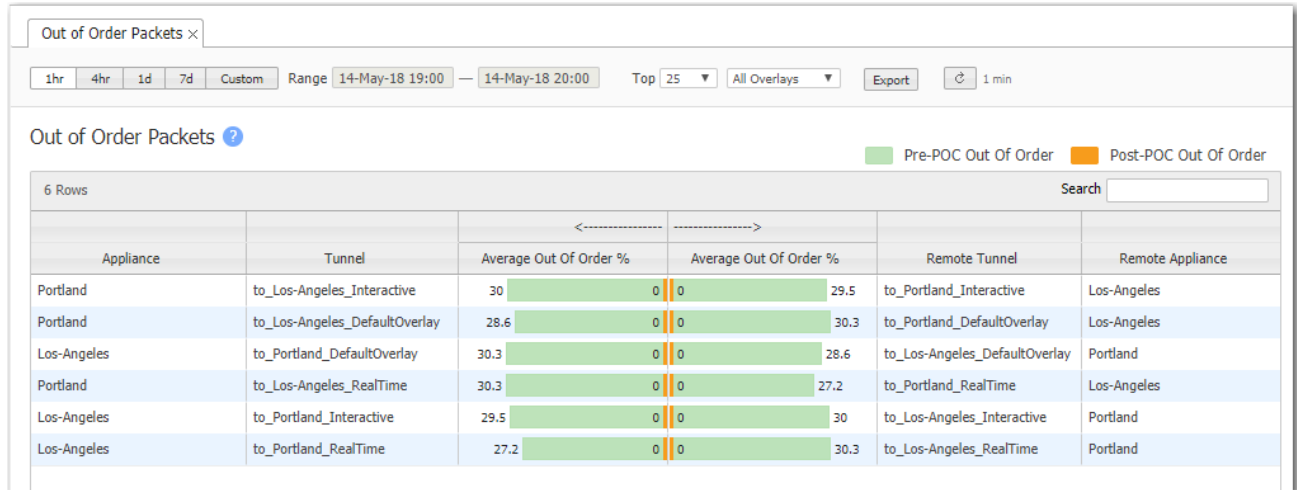 Out of Order Packets ×
1hr 4hr 1d 7d Custom Range 14-May-18 19:00 — 14-May-18 20:00 Top 25 ▼ All Overlays ▼ Export 1 min
Out of Order Packets ?
Pre-POC Out Of Order Post-POC Out Of Order
6 Rows Search
<---------------- ---------------->
Appliance Tunnel Average Out Of Order % Average Out Of Order % Remote Tunnel Remote Appliance
Portland to_Los-Angeles_Interactive 30 0 0 29.5 to_Portland_Interactive Los-Angeles
Portland to_Los-Angeles_DefaultOverlay 28.6 0 0 30.3 to_Portland_DefaultOverlay Los-Angeles
Los-Angeles to_Portland_DefaultOverlay 30.3 0 0 28.6 to_Los-Angeles_DefaultOverlay Portland
Portland to_Los-Angeles_RealTime 30.3 0 0 27.2 to_Portland_RealTime Los-Angeles
Los-Angeles to_Portland_Interactive 29.5 0 0 30 to_Los-Angeles_Interactive Portland
Los-Angeles to_Portland_RealTime 27.2 0 0 30.3 to_Los-Angeles_RealTime Portland